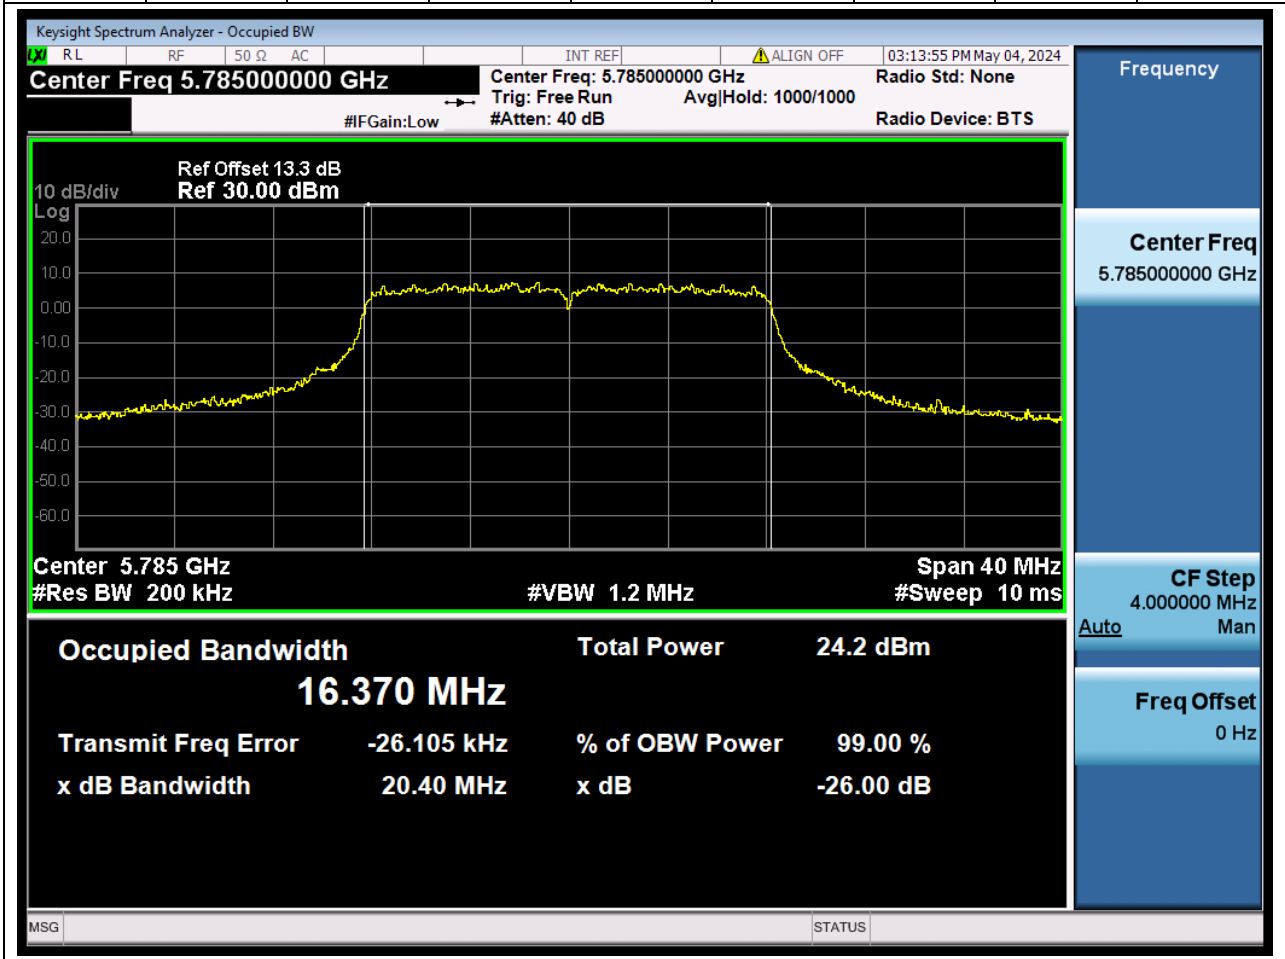 Keysight Spectrum Analyzer - Occupied BW
LXI RL RF 50 Ω AC INT REF ALIGN OFF 03:13:55 PM May 04, 2024
Center Freq 5.785000000 GHz
Center Freq: 5.785000000 GHz Radio Std: None
Trig: Free Run Avg|Hold: 1000/1000
#IFGain:Low #Atten: 40 dB Radio Device: BTS
Ref Offset 13.3 dB
10 dB/div Ref 30.00 dBm
Log
20.0
10.0
0.00
-10.0
-20.0
-30.0
-40.0
-50.0
-60.0
Center 5.785 GHz Span 40 MHz
#Res BW 200 kHz #VBW 1.2 MHz #Sweep 10 ms
Occupied Bandwidth Total Power 24.2 dBm
16.370 MHz
Transmit Freq Error -26.105 kHz % of OBW Power 99.00 %
x dB Bandwidth 20.40 MHz x dB -26.00 dB
MSG STATUS
Frequency
Center Freq
5.785000000 GHz
CF Step
4.000000 MHz
Auto Man
Freq Offset
0 Hz